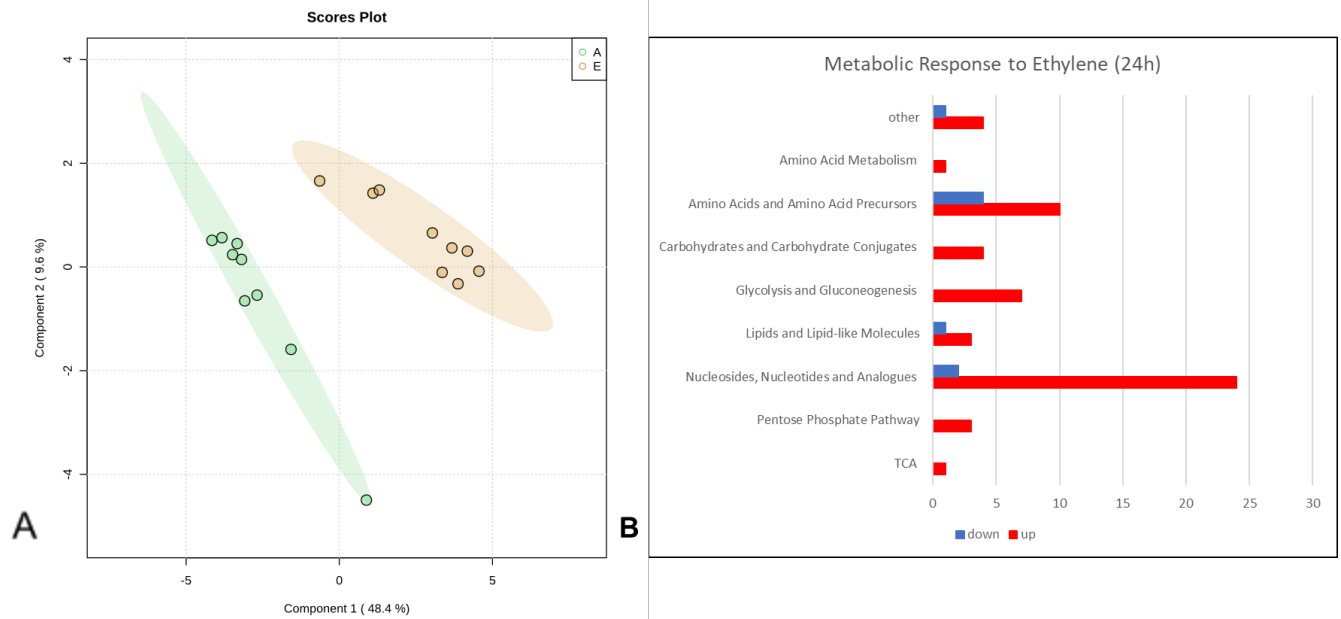 Scores Plot
A
E
4
2
0
-2
-4
Component 2 ( 9.6 %)
-5
0
5
Component 1 ( 48.4 %)
A
Metabolic Response to Ethylene (24h)
other
Amino Acid Metabolism
Amino Acids and Amino Acid Precursors
Carbohydrates and Carbohydrate Conjugates
Glycolysis and Gluconeogenesis
Lipids and Lipid-like Molecules
Nucleosides, Nucleotides and Analogues
Pentose Phosphate Pathway
TCA
0 5 10 15 20 25 30
down up
B